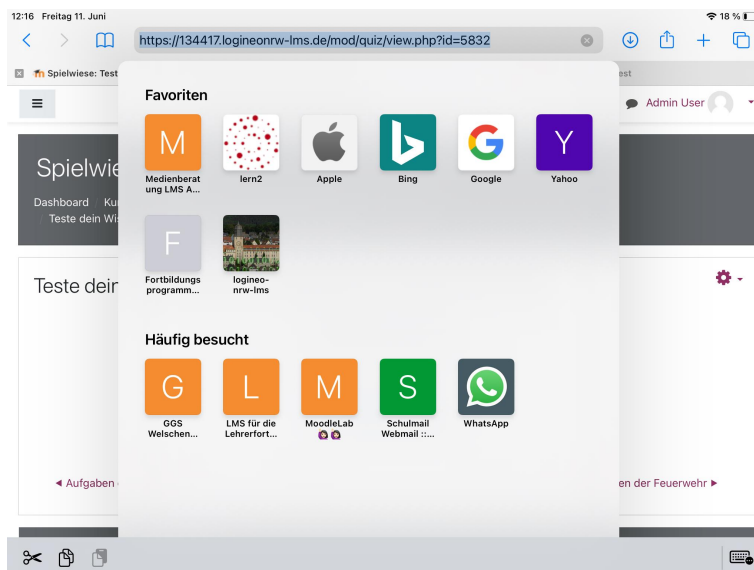 12:16 Freitag 11. Juni
18 %
https://134417.logineonrw-lms.de/mod/quiz/view.php?id=5832
Spielwiese: Test
est
Admin User
Favoriten
M
Y
Medienberat
ung LMS A...
lern2
Apple
Bing
Google
Yahoo
Spielwie
Dashboard / Ku
/ Teste dein Wi
F
Fortbildungs
programm...
logineo-
nrw-lms
Teste dein
Häufig besucht
G
L
M
S
GGS
Welschen...
LMS für die
Lehrerfort...
MoodleLab
🙆🏻‍♀️ 🙆🏻‍♀️
Schulmail
Webmail ::...
WhatsApp
◄ Aufgaben
en der Feuerwehr ►